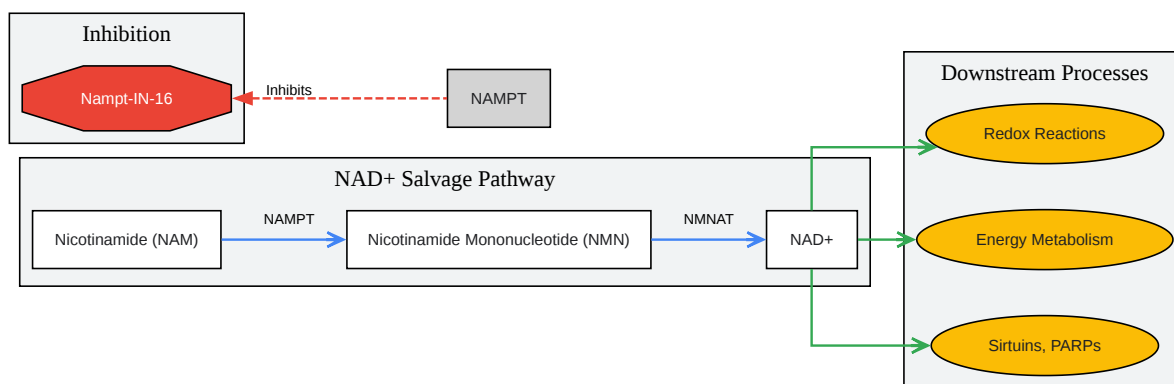 Inhibition
Nampt-IN-16
Inhibits
NAMPT
Downstream Processes
Redox Reactions
NAD+ Salvage Pathway
Nicotinamide (NAM)
NAMPT
Nicotinamide Mononucleotide (NMN)
NMNAT
NAD+
Energy Metabolism
Sirtuins, PARPs